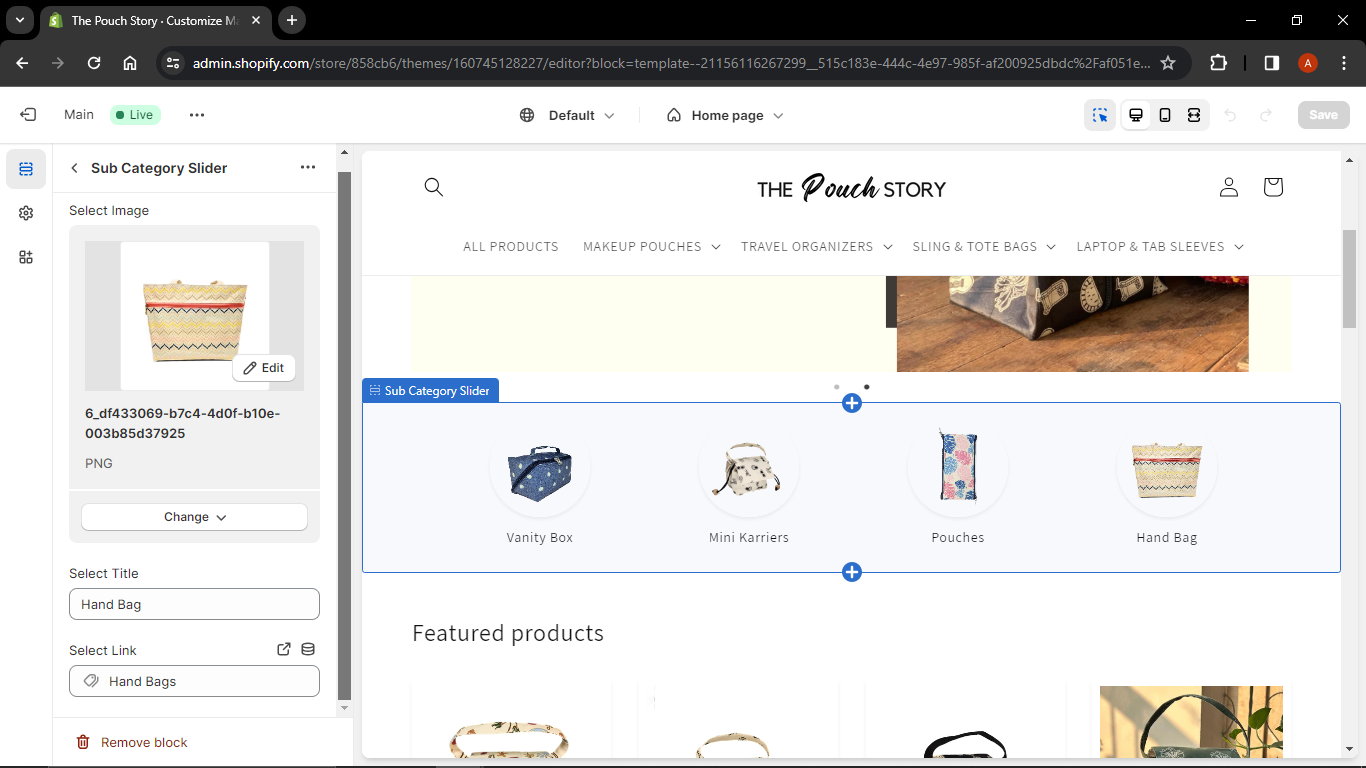 The Pouch Story · Customize M
admin.shopify.com/store/858cb6/themes/160745128227/editor?block=template--21156116267299__515c183e-444c-4e97-985f-af200925dbdc%2Faf051e...
A
Main
Live
Default
Home page
Save
Sub Category Slider
Select Image
Edit
6_df433069-b7c4-4d0f-b10e-
003b85d37925
PNG
Change
Select Title
Hand Bag
Select Link
Hand Bags
Remove block
THE Pouch STORY
ALL PRODUCTS
MAKEUP POUCHES
TRAVEL ORGANIZERS
SLING & TOTE BAGS
LAPTOP & TAB SLEEVES
Sub Category Slider
Vanity Box
Mini Karriers
Pouches
Hand Bag
Featured products